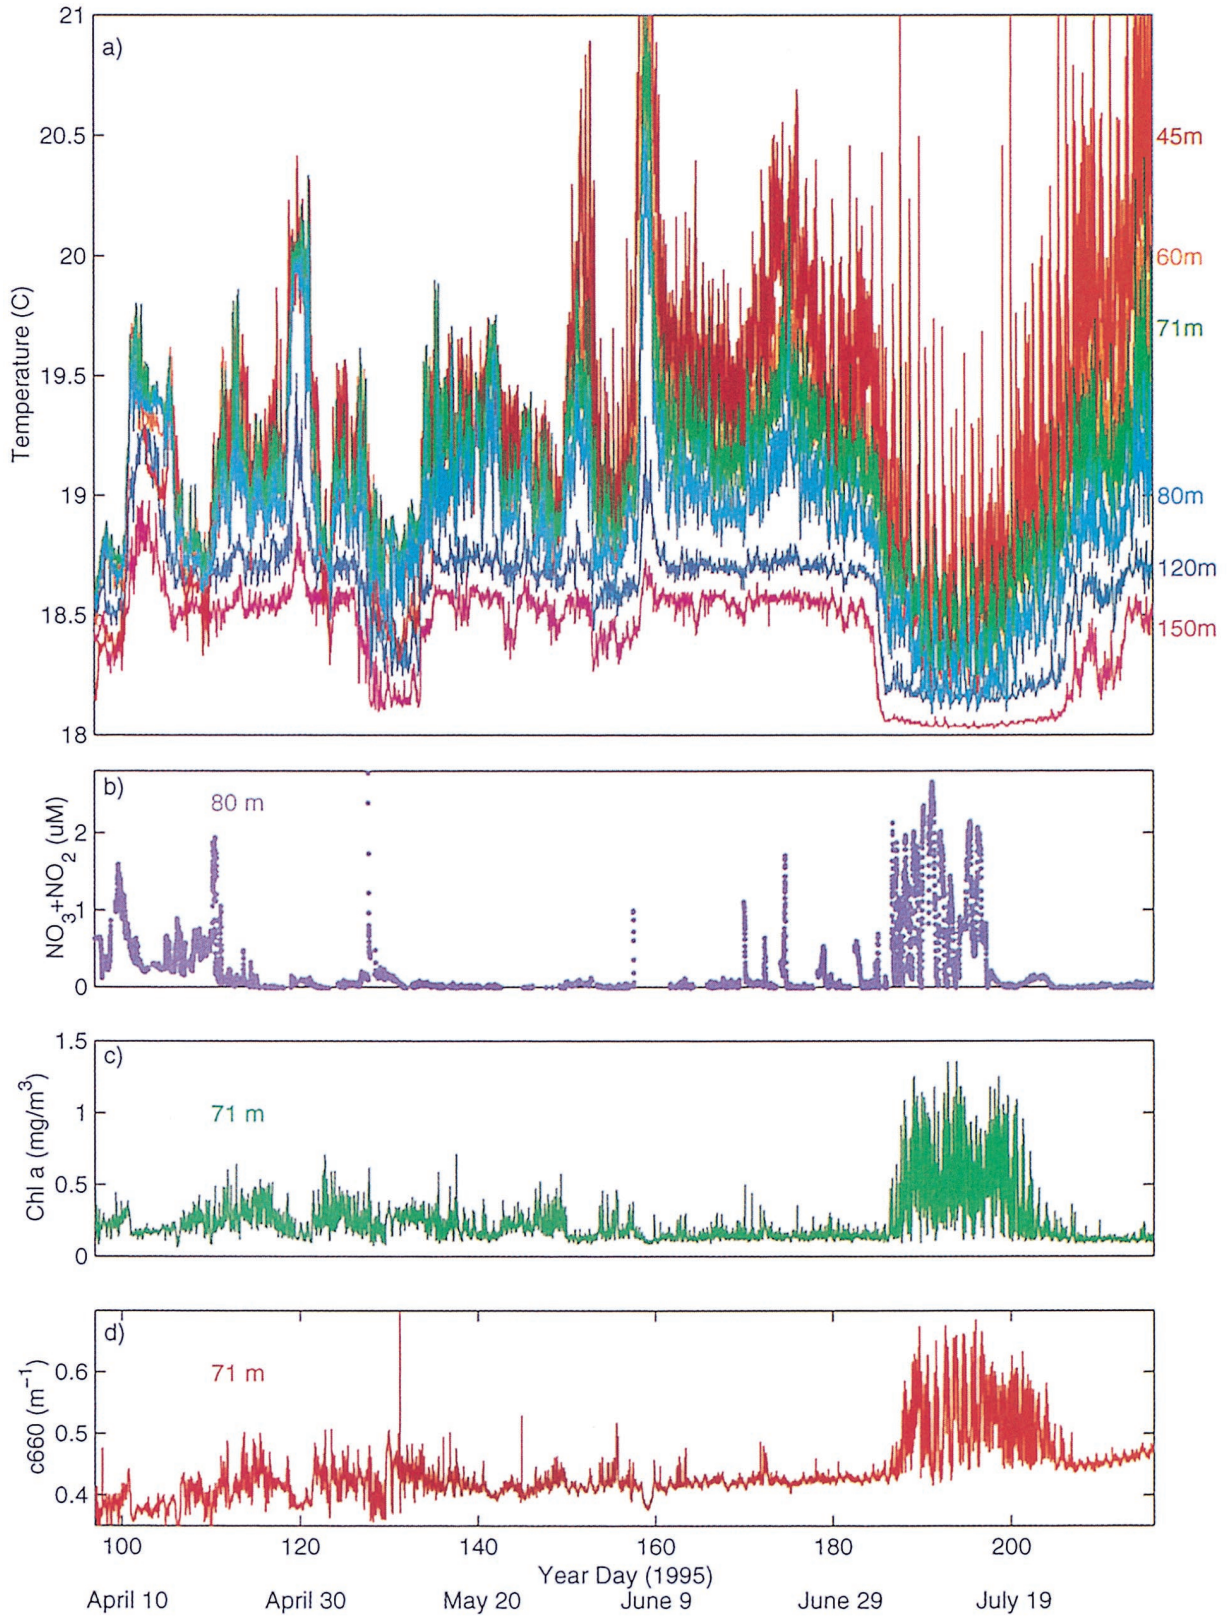 a)
21
20.5
20
19.5
19
18.5
18
Temperature (C)
45m
60m
71m
80m
120m
150m
b)
80 m
2
1
0
NO3+NO2 (uM)
c)
71 m
1.5
1
0.5
0
Chl a (mg/m³)
d)
71 m
0.6
0.5
0.4
c660 (m⁻¹)
100 120 140 160 180 200
Year Day (1995)
April 10 April 30 May 20 June 9 June 29 July 19